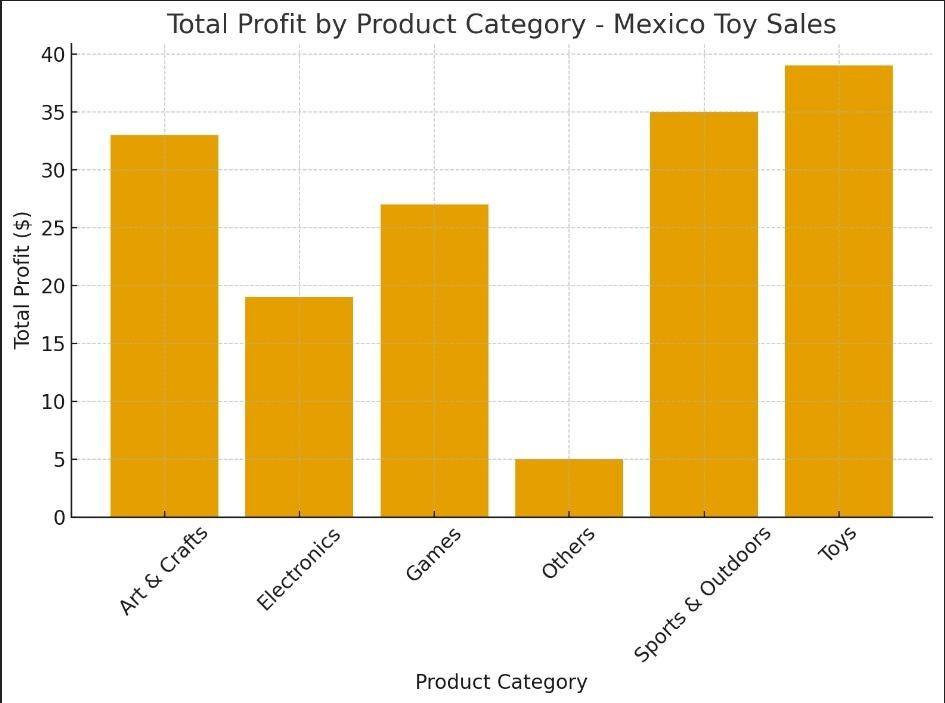 Total Profit by Product Category - Mexico Toy Sales
Total Profit ($)
40
35
30
25
20
15
10
5
0
Art & Crafts
Electronics
Games
Others
Sports & Outdoors
Toys
Product Category